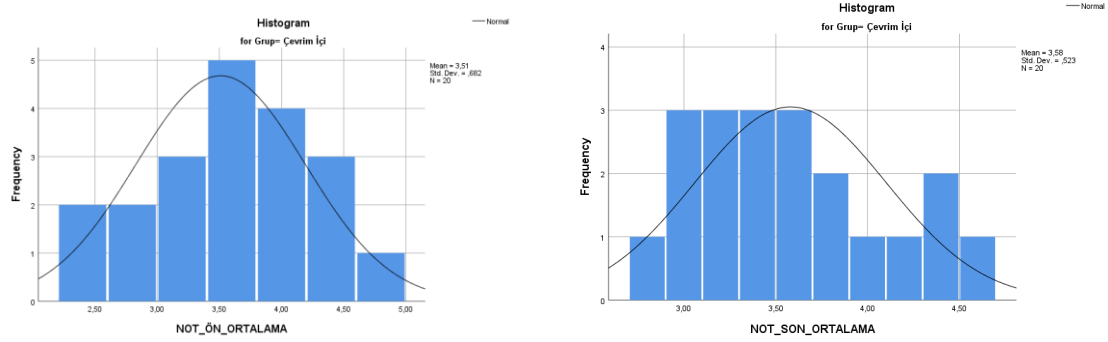 Histogram
for Grup= Çevrim İçi
Normal
Mean = 3,51
Std. Dev. = ,682
N = 20
Frequency
5
4
3
2
1
0
2,50 3,00 3,50 4,00 4,50 5,00
NOT_ÖN_ORTALAMA
Histogram
for Grup= Çevrim İçi
Normal
Mean = 3,58
Std. Dev. = ,523
N = 20
Frequency
4
3
2
1
0
3,00 3,50 4,00 4,50
NOT_SON_ORTALAMA